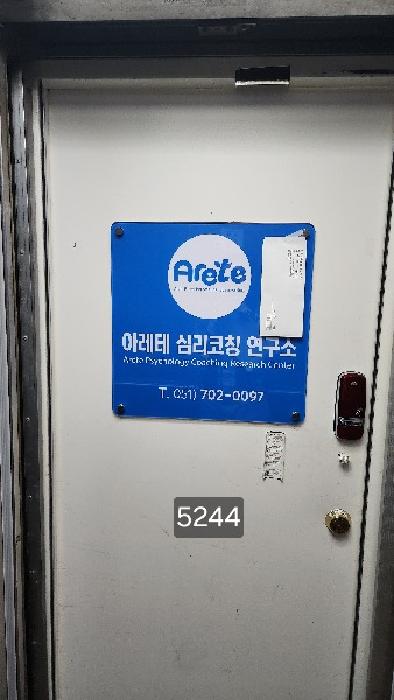 Arete
아레테 심리코칭 연구소
Arete Psychology Coaching Research Center
T. 051) 702-0097
5244